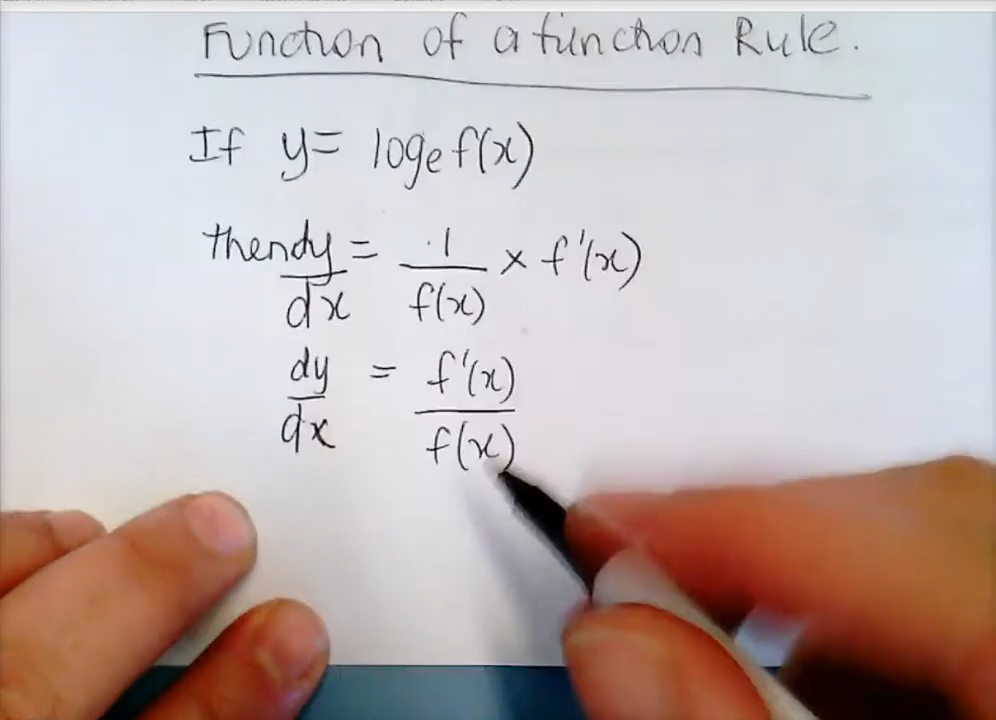 Function of a function Rule.
If y = logₑ f(x)
then dy/dx = 1/f(x) × f'(x)
dy/dx = f'(x)/f(x)